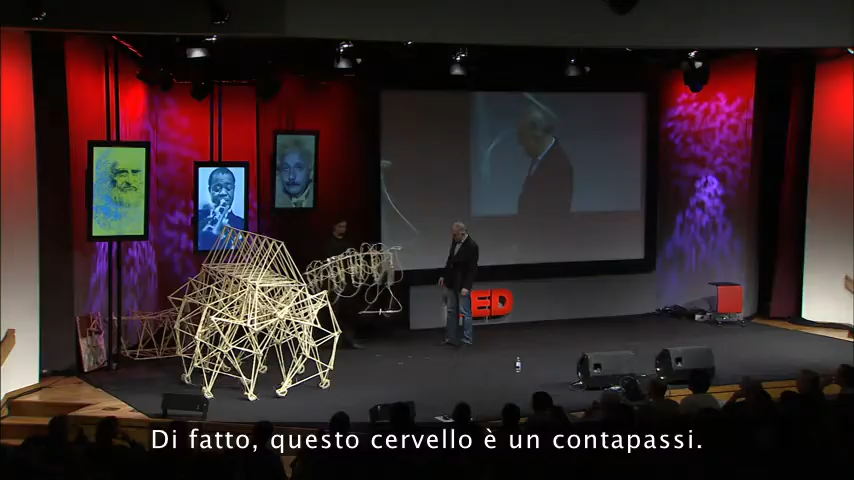 ED
Di fatto, questo cervello è un contapassi.